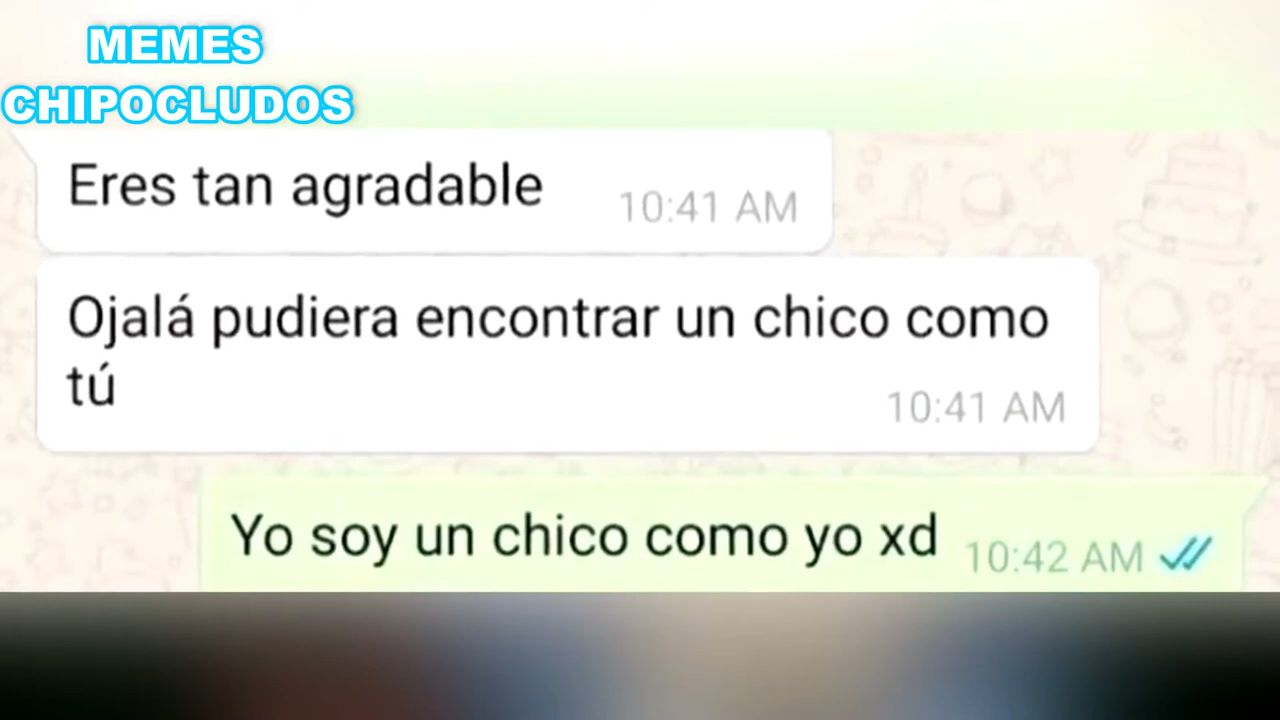 MEMES
CHIPOCLUDOS
Eres tan agradable 10:41 AM
Ojalá pudiera encontrar un chico como
tú
10:41 AM
Yo soy un chico como yo xd 10:42 AM